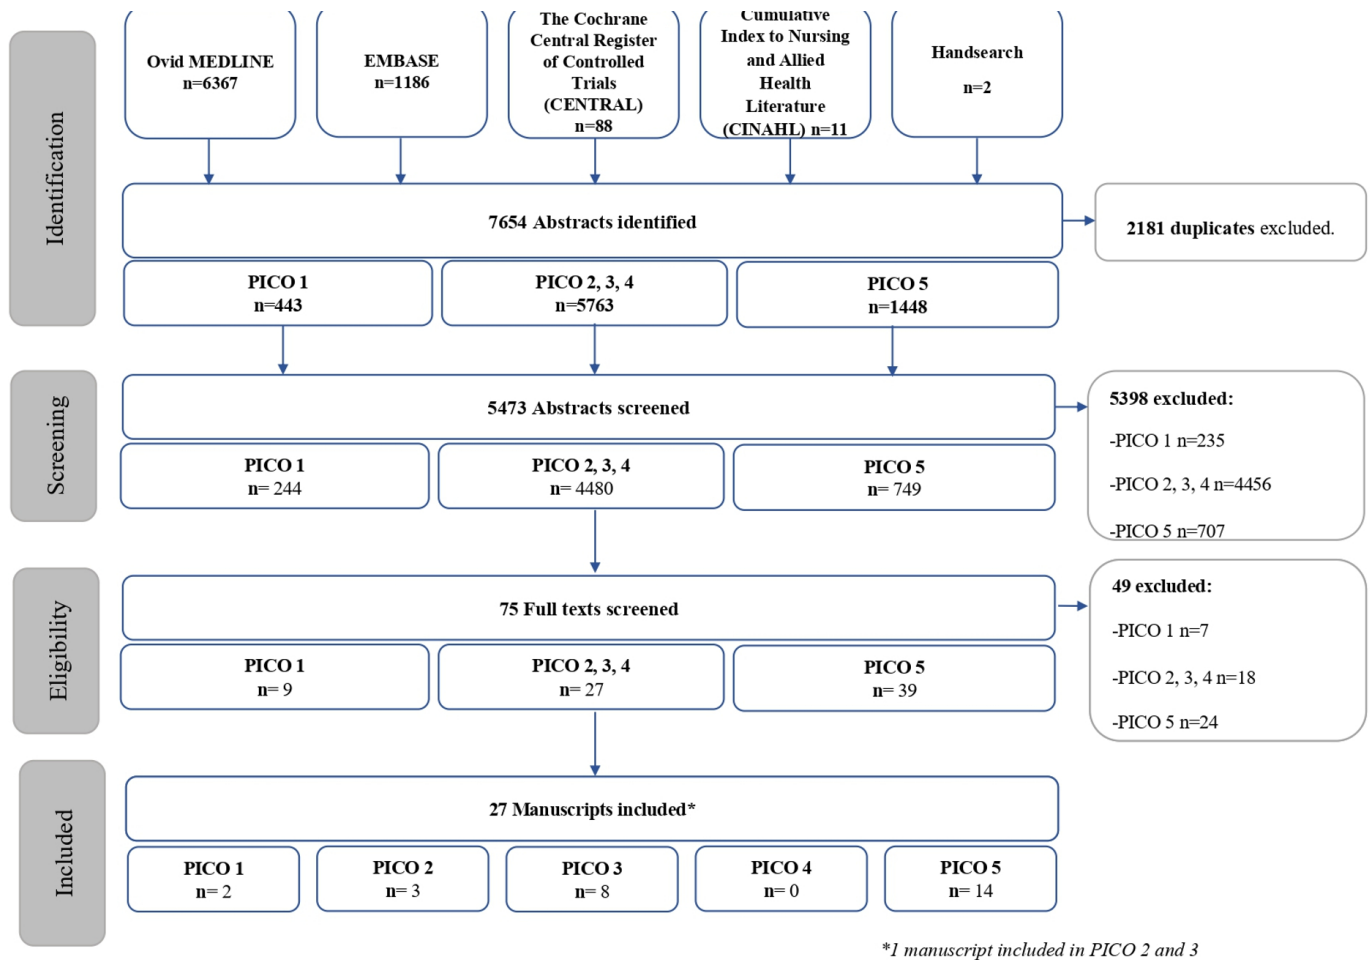 Identification
Ovid MEDLINE
n=6367
EMBASE
n=1186
The Cochrane
Central Register
of Controlled
Trials
(CENTRAL)
n=88
Cumulative
Index to Nursing
and Allied
Health
Literature
(CINAHL) n=11
Handsearch
n=2
7654 Abstracts identified
2181 duplicates excluded.
PICO 1
n=443
PICO 2, 3, 4
n=5763
PICO 5
n=1448
Screening
5473 Abstracts screened
PICO 1
n= 244
PICO 2, 3, 4
n= 4480
PICO 5
n= 749
5398 excluded:
-PICO 1 n=235
-PICO 2, 3, 4 n=4456
-PICO 5 n=707
Eligibility
75 Full texts screened
PICO 1
n= 9
PICO 2, 3, 4
n= 27
PICO 5
n= 39
49 excluded:
-PICO 1 n=7
-PICO 2, 3, 4 n=18
-PICO 5 n=24
Included
27 Manuscripts included*
PICO 1
n= 2
PICO 2
n= 3
PICO 3
n= 8
PICO 4
n= 0
PICO 5
n= 14
*1 manuscript included in PICO 2 and 3